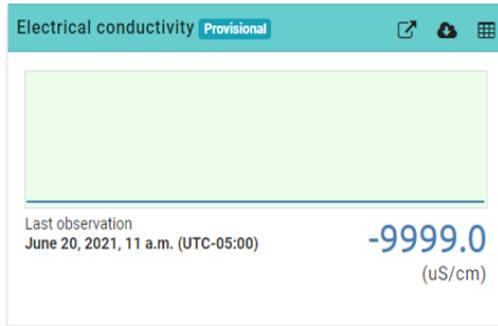 Electrical conductivity Provisional
Last observation
June 20, 2021, 11 a.m. (UTC-05:00)
-9999.0
(uS/cm)